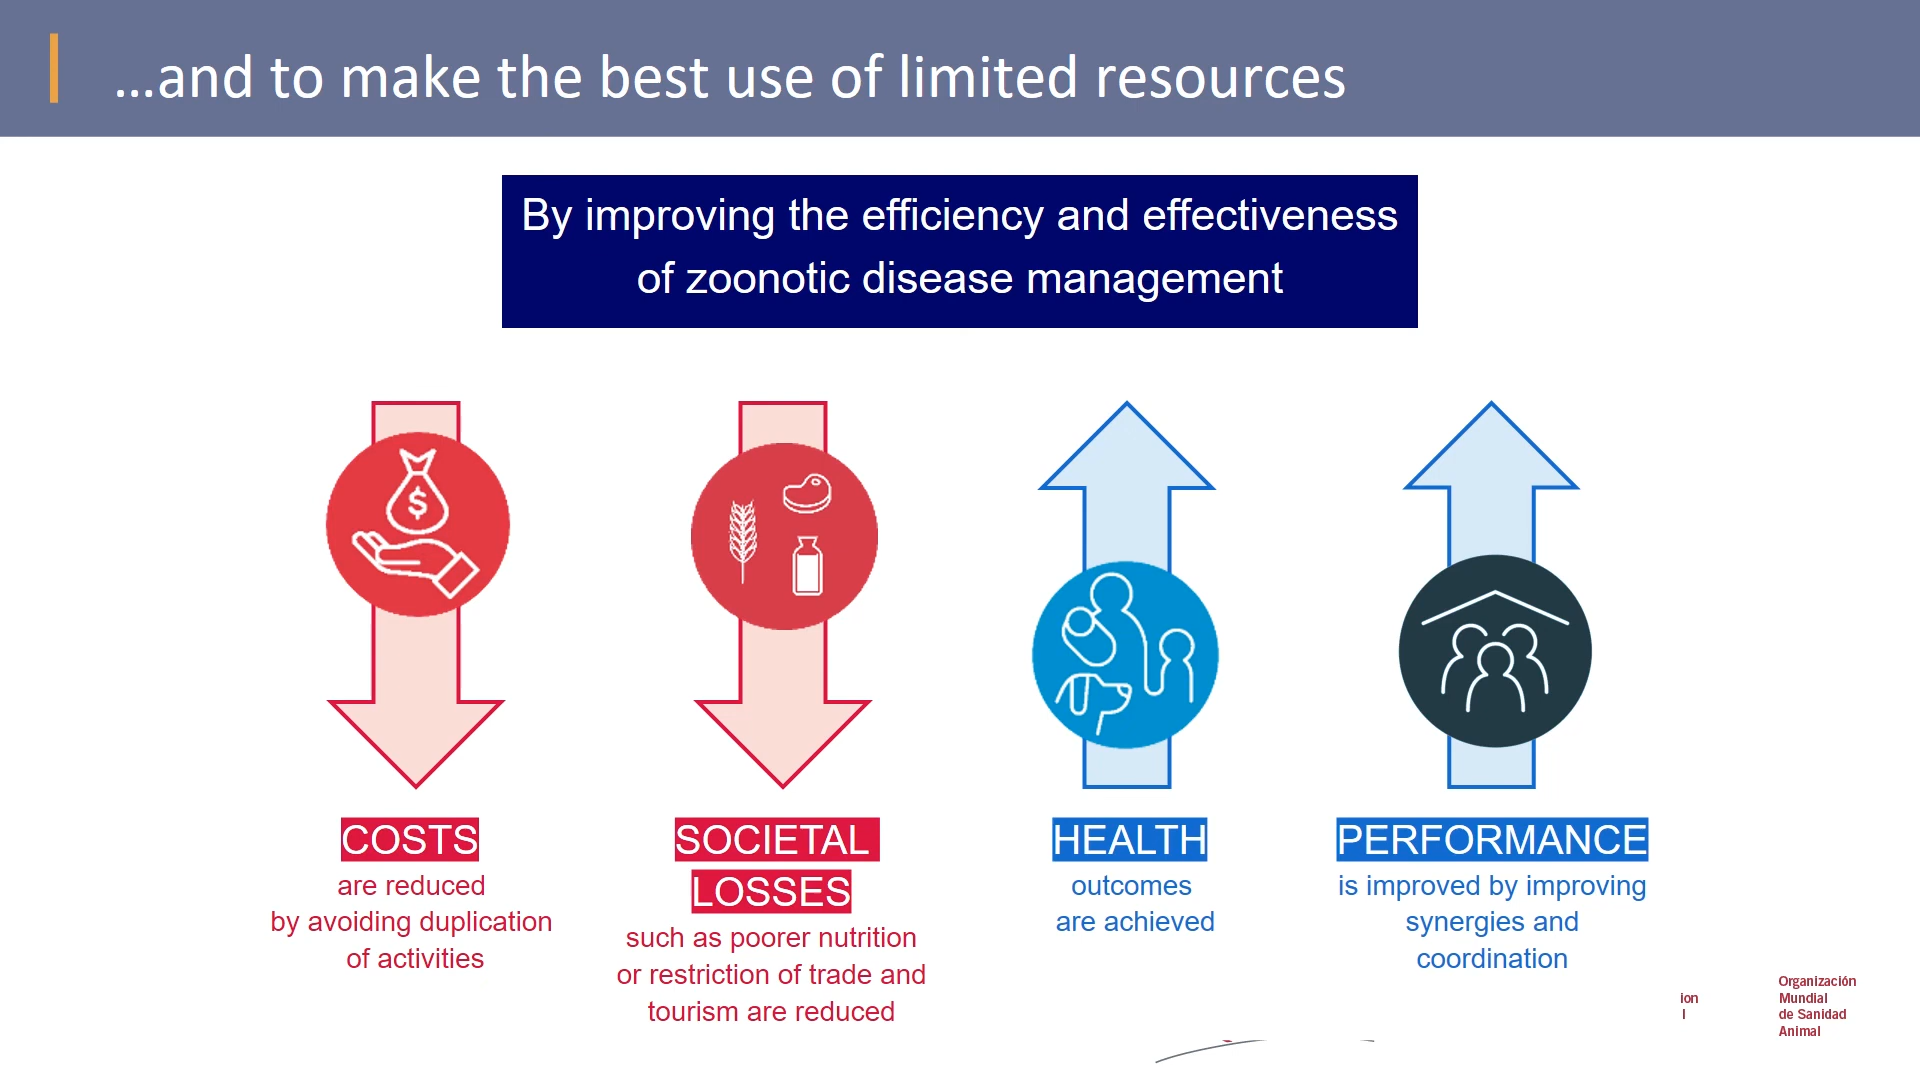 ...and to make the best use of limited resources
By improving the efficiency and effectiveness
of zoonotic disease management
$
COSTS
are reduced
by avoiding duplication
of activities
SOCIETAL
LOSSES
such as poorer nutrition
or restriction of trade and
tourism are reduced
HEALTH
outcomes
are achieved
PERFORMANCE
is improved by improving
synergies and
coordination
Organización
Mundial
de Sanidad
Animal